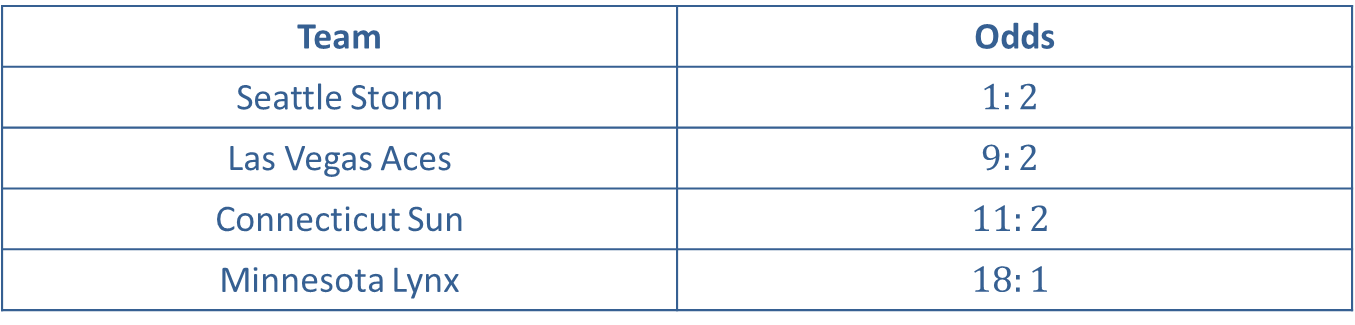 Team Odds
Seattle Storm 1: 2
Las Vegas Aces 9: 2
Connecticut Sun 11: 2
Minnesota Lynx 18: 1